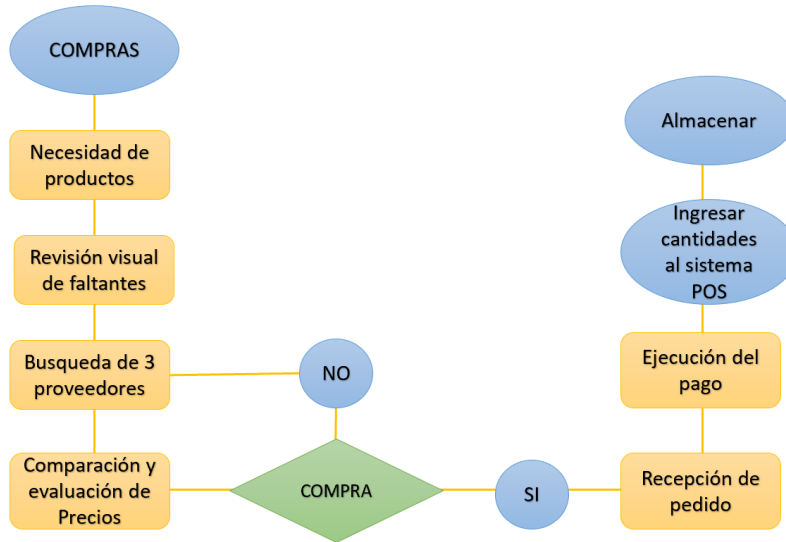 COMPRAS
Necesidad de
productos
Revisión visual
de faltantes
Busqueda de 3
proveedores
Comparación y
evaluación de
Precios
NO
COMPRA
SI
Recepción de
pedido
Ejecución del
pago
Ingresar
cantidades
al sistema
POS
Almacenar